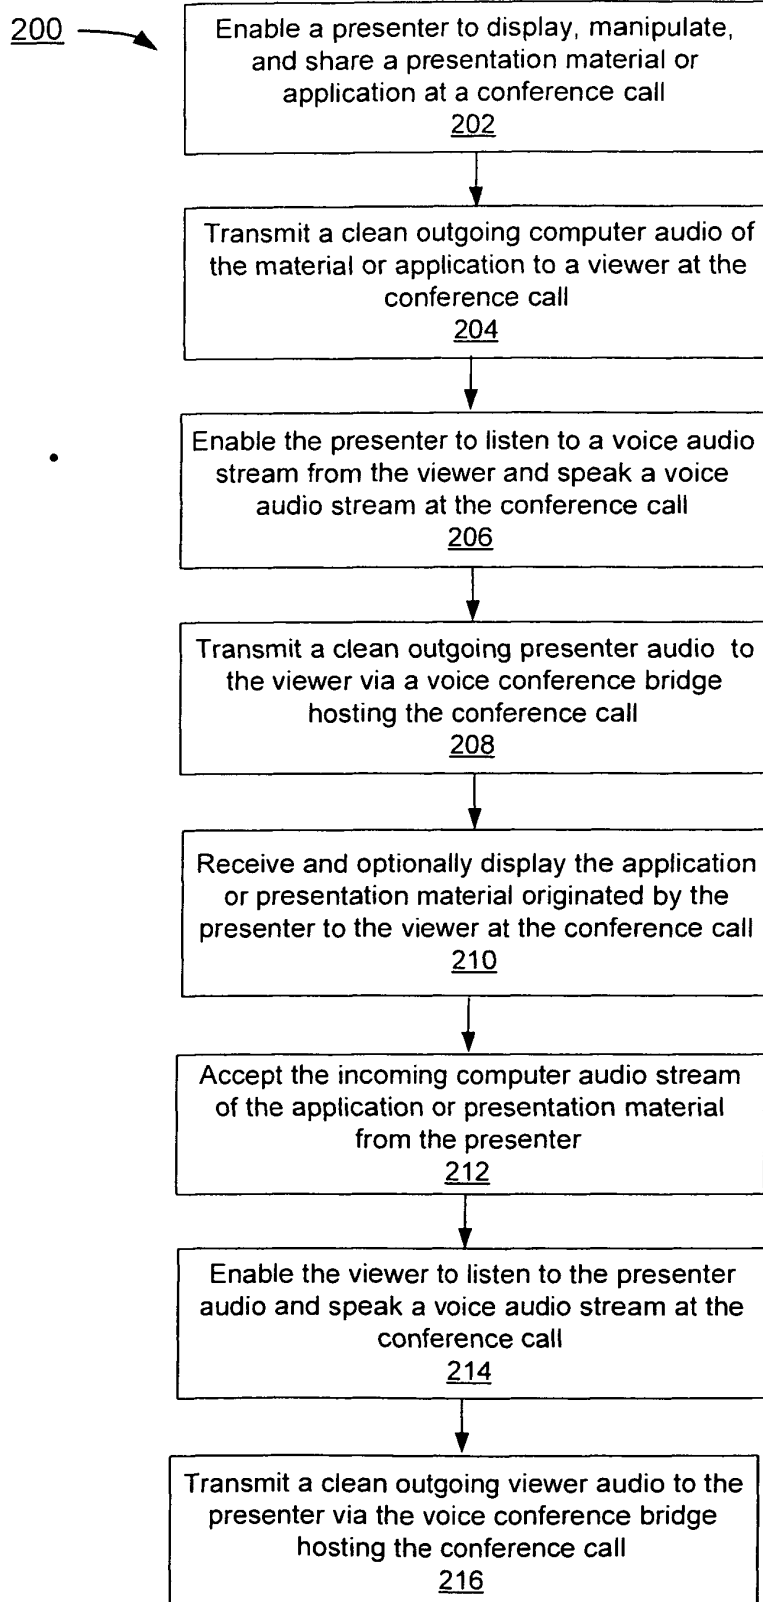 200
Enable a presenter to display, manipulate,
and share a presentation material or
application at a conference call
202
Transmit a clean outgoing computer audio of
the material or application to a viewer at the
conference call
204
Enable the presenter to listen to a voice audio
stream from the viewer and speak a voice
audio stream at the conference call
206
Transmit a clean outgoing presenter audio to
the viewer via a voice conference bridge
hosting the conference call
208
Receive and optionally display the application
or presentation material originated by the
presenter to the viewer at the conference call
210
Accept the incoming computer audio stream
of the application or presentation material
from the presenter
212
Enable the viewer to listen to the presenter
audio and speak a voice audio stream at the
conference call
214
Transmit a clean outgoing viewer audio to the
presenter via the voice conference bridge
hosting the conference call
216